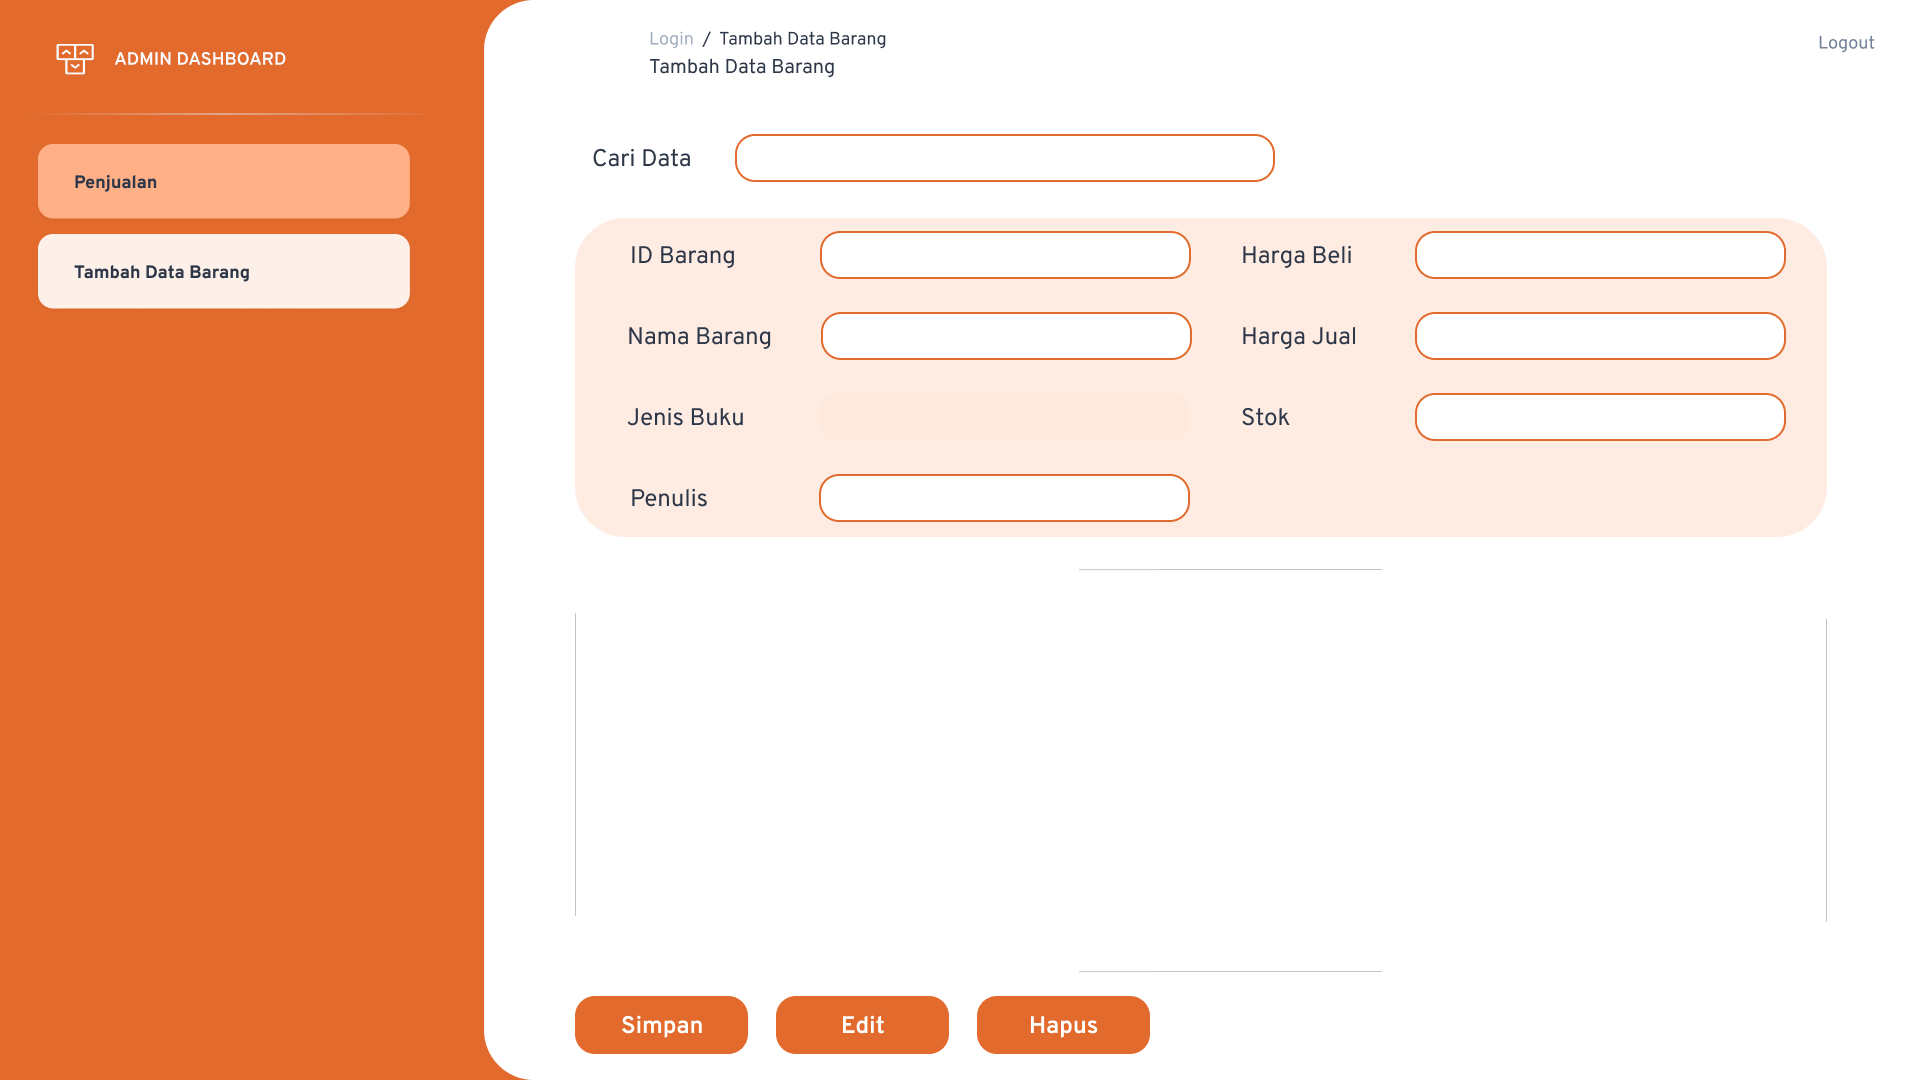 ADMIN DASHBOARD
Penjualan
Tambah Data Barang
Login / Tambah Data Barang
Tambah Data Barang
Logout
Cari Data
ID Barang
Harga Beli
Nama Barang
Harga Jual
Jenis Buku
Stok
Penulis
Simpan
Edit
Hapus